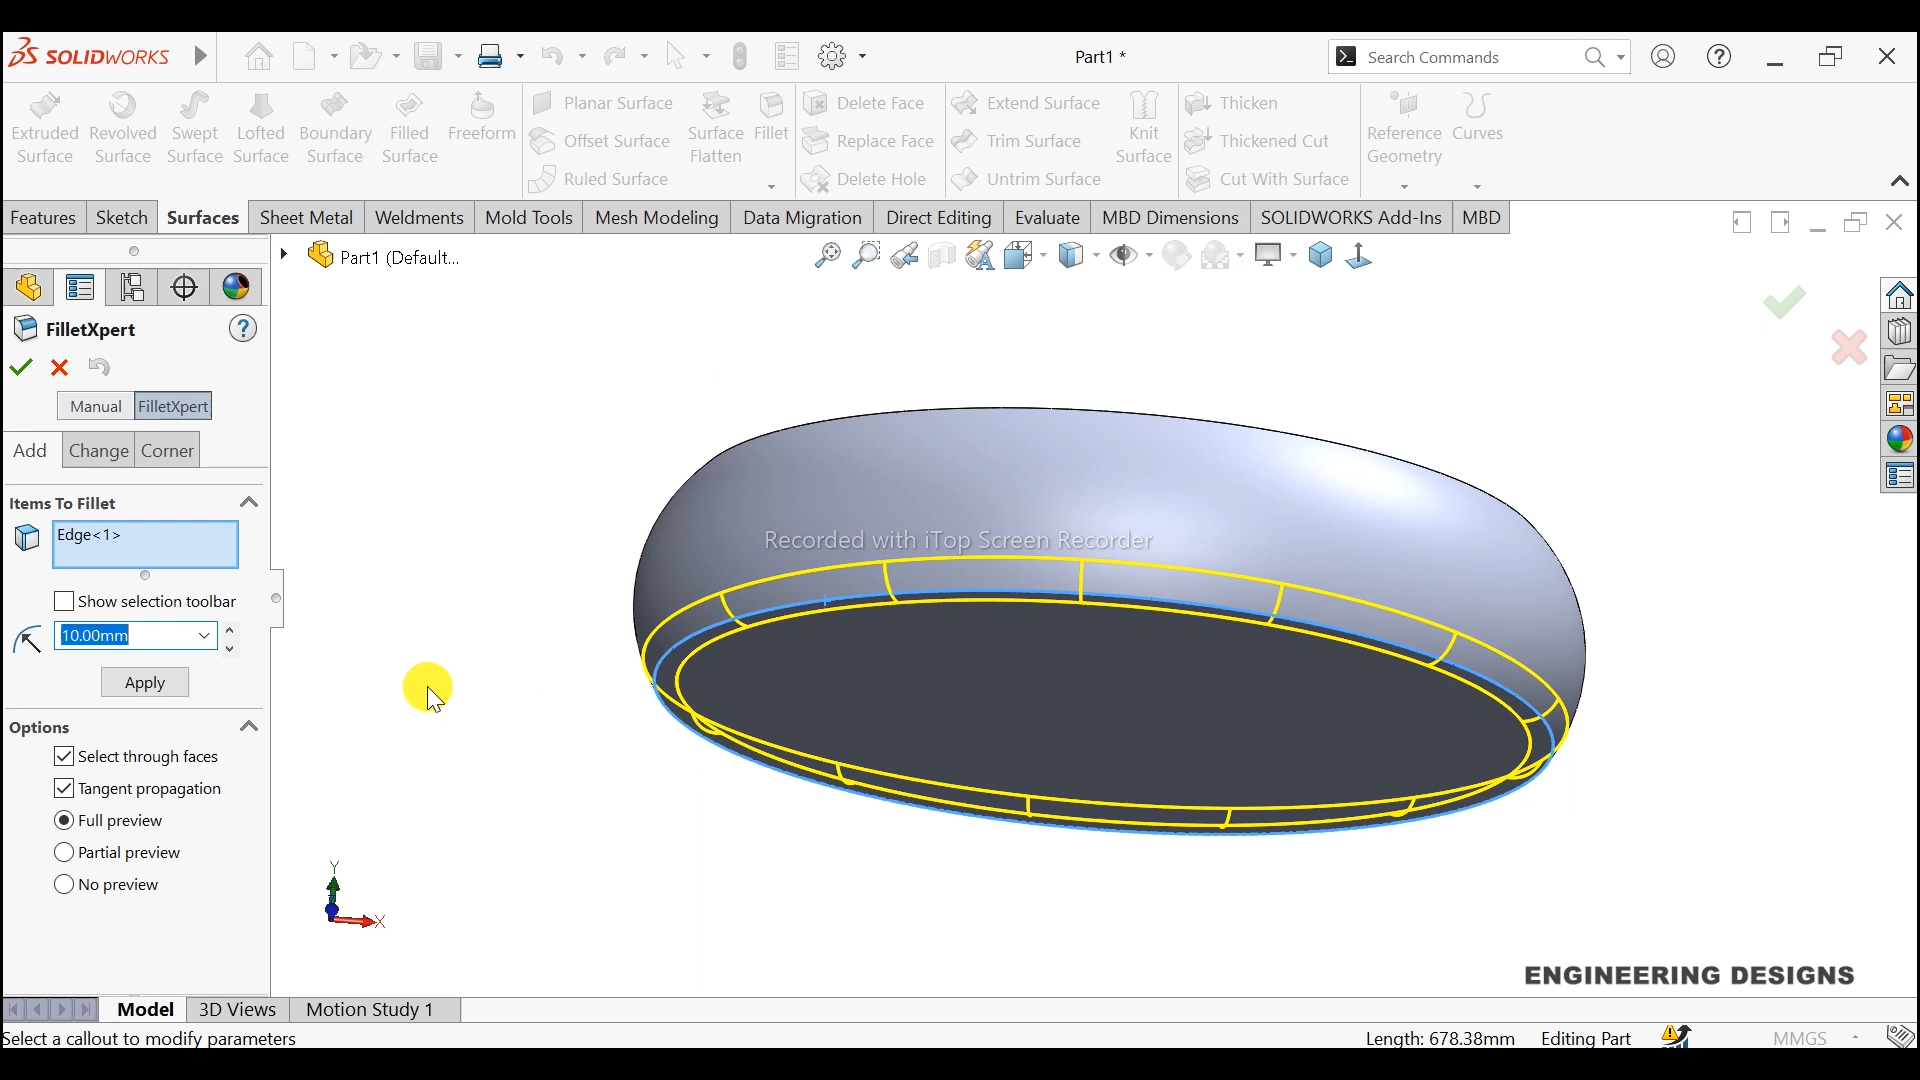 SOLIDWORKS
Part1 *
Search Commands
Extruded Surface
Revolved Surface
Swept Surface
Lofted Surface
Boundary Surface
Filled Surface
Freeform
Planar Surface
Offset Surface
Ruled Surface
Surface Flatten
Fillet
Delete Face
Replace Face
Delete Hole
Extend Surface
Trim Surface
Untrim Surface
Knit Surface
Thicken
Thickened Cut
Cut With Surface
Reference Geometry
Curves
Features Sketch Surfaces Sheet Metal Weldments Mold Tools Mesh Modeling Data Migration Direct Editing Evaluate MBD Dimensions SOLIDWORKS Add-Ins MBD
Part1 (Default...
FilletXpert
Manual FilletXpert
Add Change Corner
Items To Fillet
Edge<1>
Show selection toolbar
10.00mm
Apply
Options
Select through faces
Tangent propagation
Full preview
Partial preview
No preview
Recorded with iTop Screen Recorder
Y
X
ENGINEERING DESIGNS
Model 3D Views Motion Study 1
Select a callout to modify parameters
Length: 678.38mm Editing Part MMGS